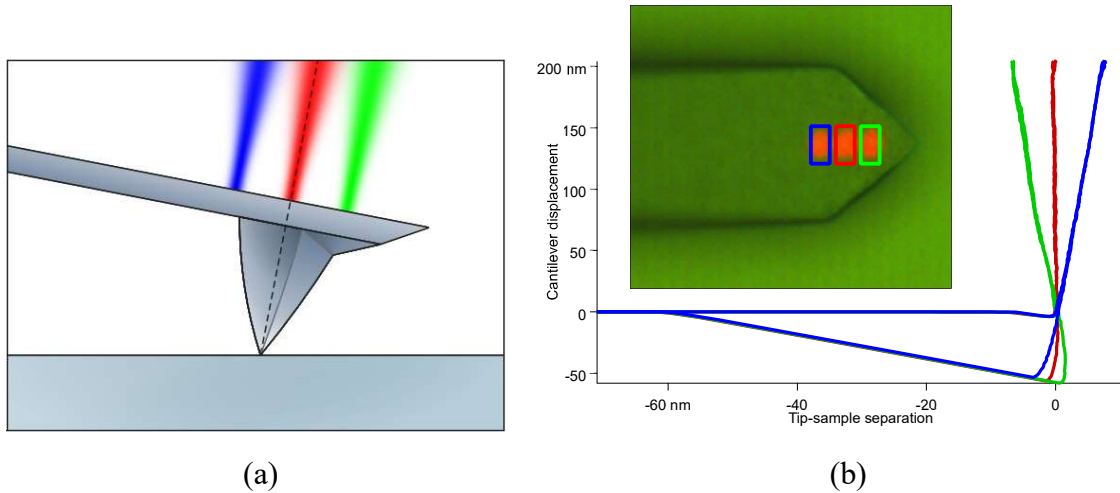 200 nm
150
100
50
0
-50
Cantilever displacement
-60 nm
-40
-20
0
Tip-sample separation
(a)
(b)